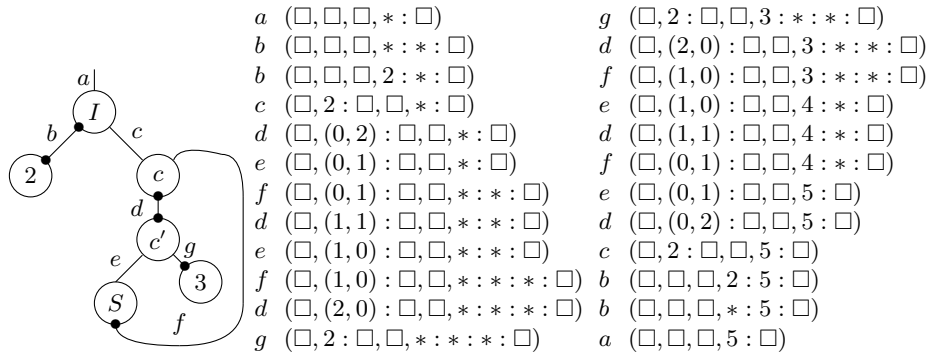 a
I
b
c
2
c
d
c′
e
g
S
3
f
a (□, □, □, ∗ : □)
b (□, □, □, ∗ : ∗ : □)
b (□, □, □, 2 : ∗ : □)
c (□, 2 : □, □, ∗ : □)
d (□, (0, 2) : □, □, ∗ : □)
e (□, (0, 1) : □, □, ∗ : □)
f (□, (0, 1) : □, □, ∗ : ∗ : □)
d (□, (1, 1) : □, □, ∗ : ∗ : □)
e (□, (1, 0) : □, □, ∗ : ∗ : □)
f (□, (1, 0) : □, □, ∗ : ∗ : ∗ : □)
d (□, (2, 0) : □, □, ∗ : ∗ : ∗ : □)
g (□, 2 : □, □, ∗ : ∗ : ∗ : □)
g (□, 2 : □, □, 3 : ∗ : ∗ : □)
d (□, (2, 0) : □, □, 3 : ∗ : ∗ : □)
f (□, (1, 0) : □, □, 3 : ∗ : ∗ : □)
e (□, (1, 0) : □, □, 4 : ∗ : □)
d (□, (1, 1) : □, □, 4 : ∗ : □)
f (□, (0, 1) : □, □, 4 : ∗ : □)
e (□, (0, 1) : □, □, 5 : □)
d (□, (0, 2) : □, □, 5 : □)
c (□, 2 : □, □, 5 : □)
b (□, □, □, 2 : 5 : □)
b (□, □, □, ∗ : 5 : □)
a (□, □, □, 5 : □)